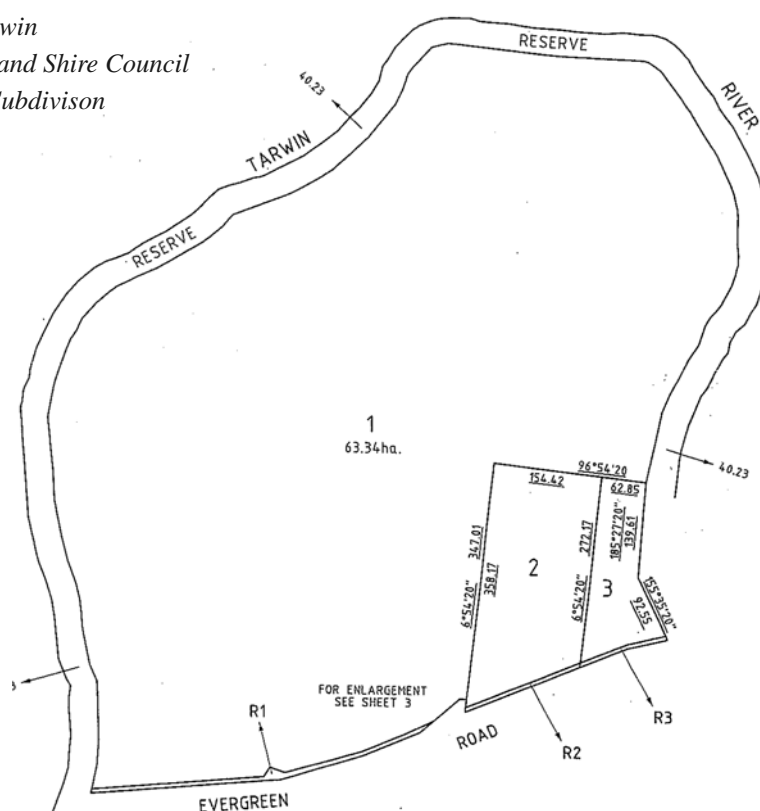 win
and Shire Council
ubdivison
RESERVE
RIVER
40.23
TARWIN
RESERVE
1
63.34ha.
96°54'20
40.23
154.42
62.85
347.01
358.17
6°54'20"
272.17
6°54'20"
185°27'20"
139.61
2
3
155°35'20"
92.55
FOR ENLARGEMENT
SEE SHEET 3
R1
R3
R2
ROAD
EVERGREEN